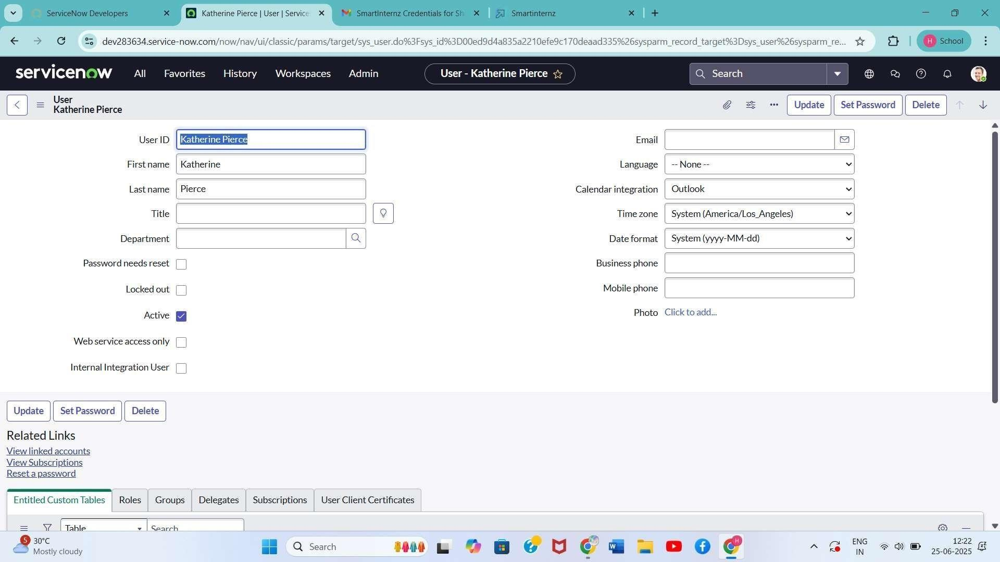 ServiceNow Developers
Katherine Pierce | User | Service
SmartInternz Credentials for Sh
Smartinternz
dev283634.service-now.com/now/nav/ui/classic/params/target/sys_user.do%3Fsys_id%3D00ed9d4a835a2210efe9c170deaad335%26sysparm_record_target%3Dsys_user%26sysparm_re...
H School
servicenow All Favorites History Workspaces Admin User - Katherine Pierce Search
User
Katherine Pierce
Update Set Password Delete
User ID Katherine Pierce
First name Katherine
Last name Pierce
Title
Department
Password needs reset
Locked out
Active
Web service access only
Internal Integration User
Email
Language -- None --
Calendar integration Outlook
Time zone System (America/Los_Angeles)
Date format System (yyyy-MM-dd)
Business phone
Mobile phone
Photo Click to add...
Update Set Password Delete
Related Links
View linked accounts
View Subscriptions
Reset a password
Entitled Custom Tables Roles Groups Delegates Subscriptions User Client Certificates
Table Search
5 30°C
Mostly cloudy
Search
H
ENG
IN
12:22
25-06-2025